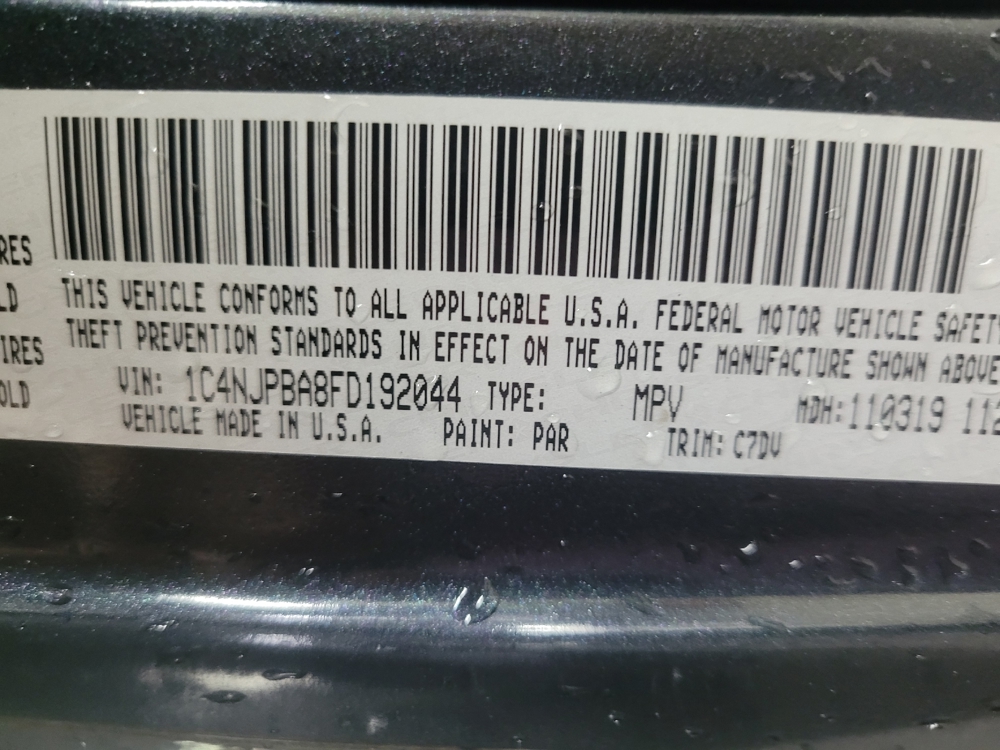 RES
LD
IRES
OLD
THIS VEHICLE CONFORMS TO ALL APPLICABLE U.S.A. FEDERAL MOTOR VEHICLE SAFET
THEFT PREVENTION STANDARDS IN EFFECT ON THE DATE OF MANUFACTURE SHOWN ABOVE
VIN: 1C4NJPBA8FD192044 TYPE: MPV MDH:110319 112
VEHICLE MADE IN U.S.A. PAINT: PAR TRIM: C7DV